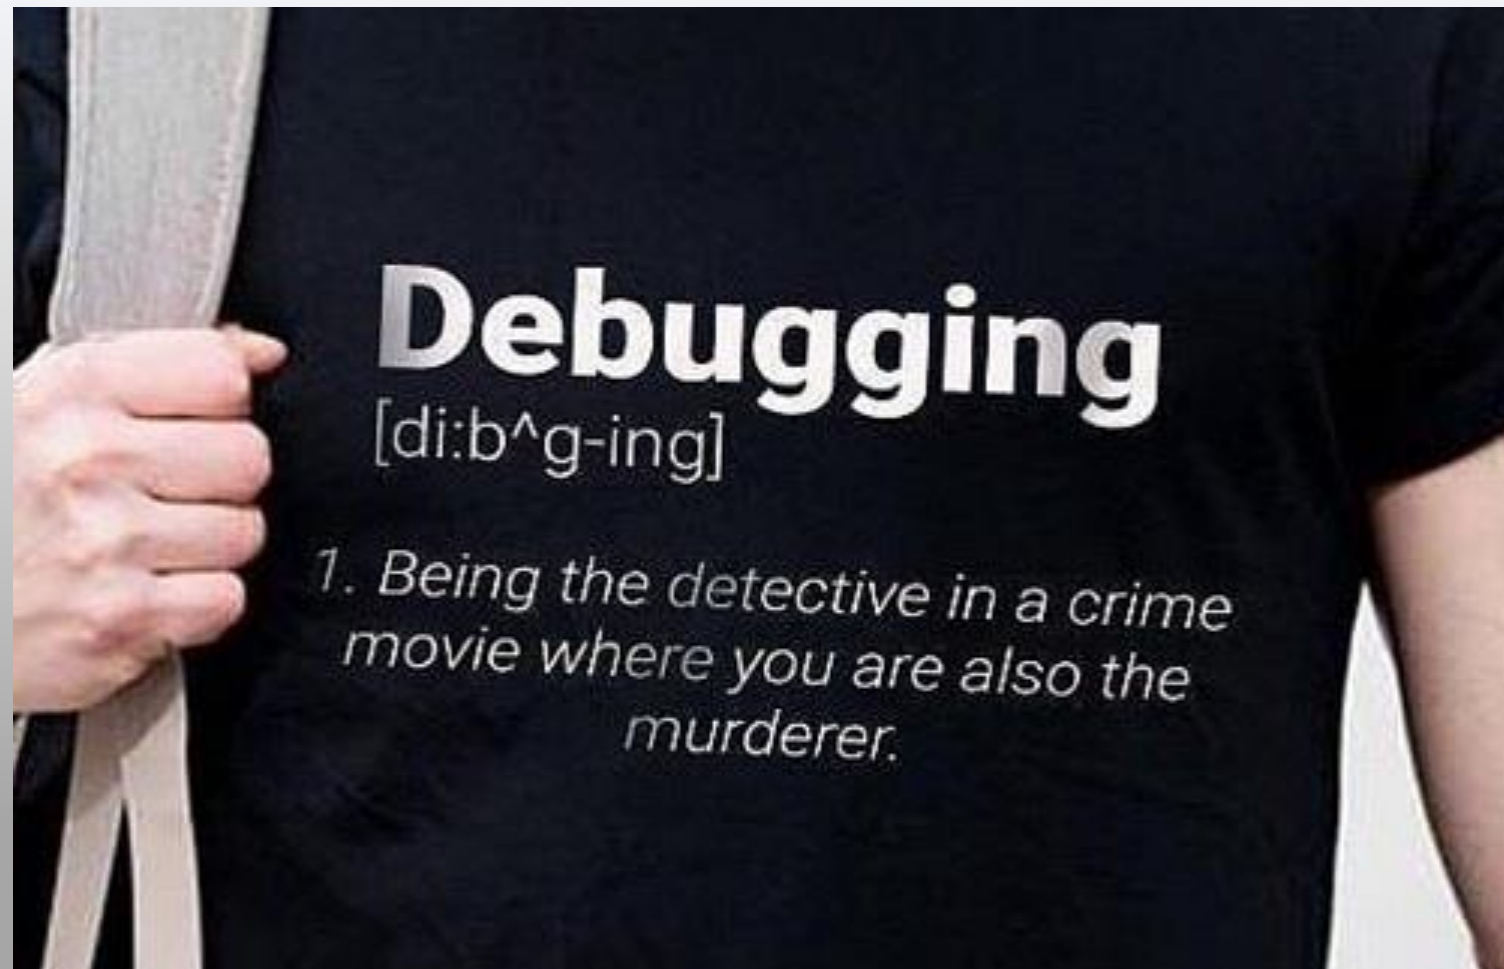 Debugging
[di:b^g-ing]
1. Being the detective in a crime
movie where you are also the
murderer.